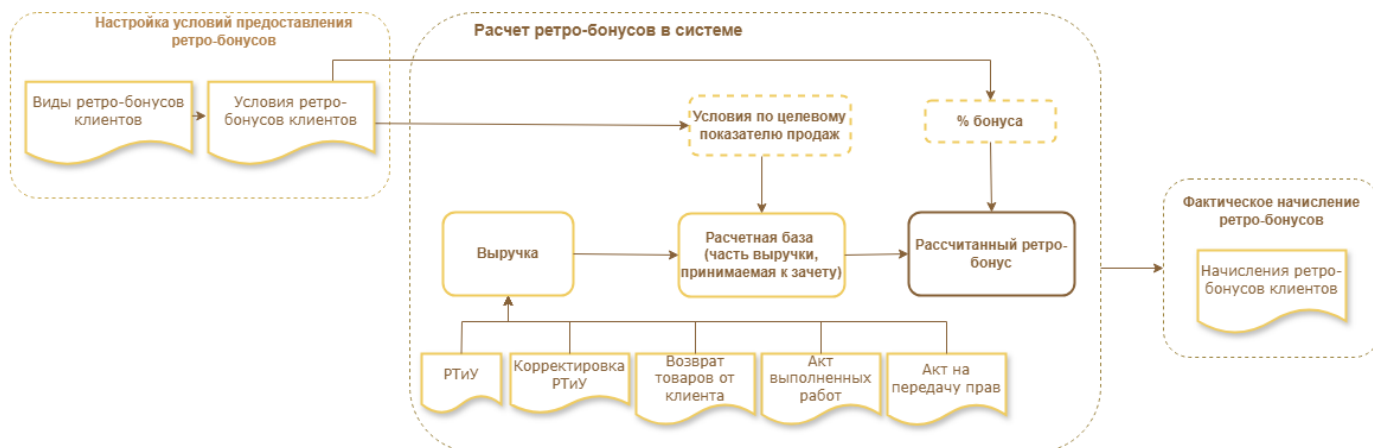 Настройка условий предоставления
ретро-бонусов
Виды ретро-бонусов
клиентов
Условия ретро-
бонусов клиентов
Расчет ретро-бонусов в системе
Условия по целевому
показателю продаж
% бонуса
Выручка
Расчетная база
(часть выручки,
принимаемая к зачету)
Рассчитанный ретро-
бонус
РТиУ
Корректировка
РТиУ
Возврат
товаров от
клиента
Акт
выполненных
работ
Акт на
передачу прав
Фактическое начисление
ретро-бонусов
Начисления ретро-
бонусов клиентов